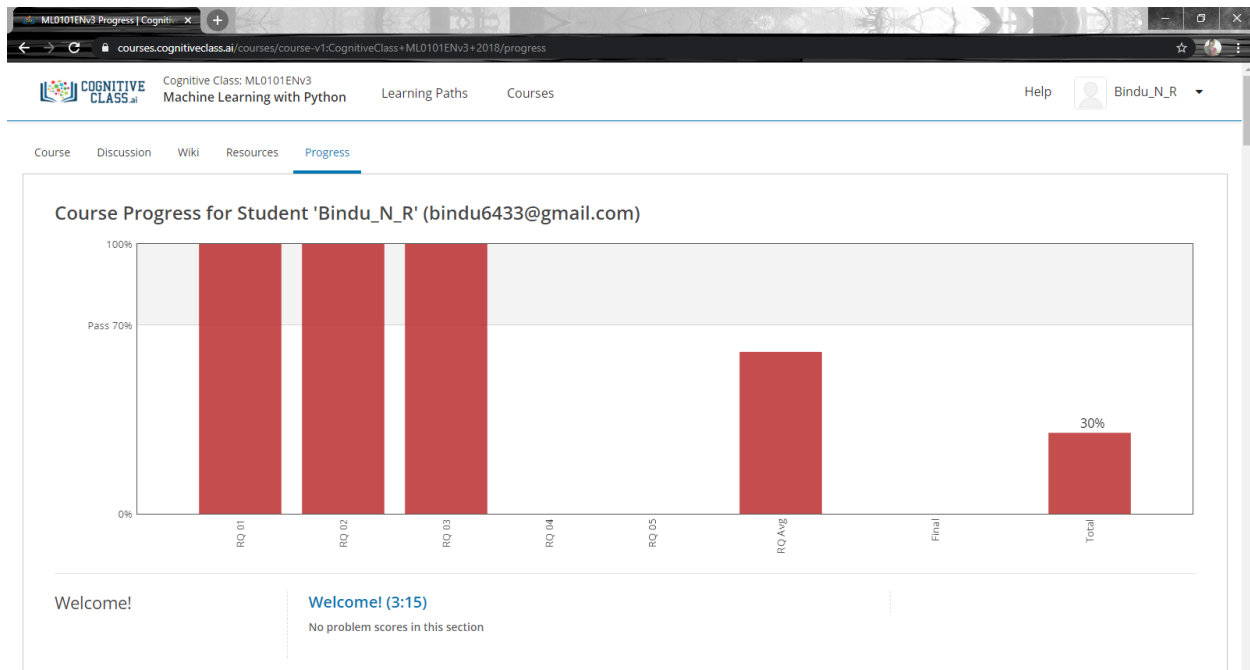 ML0101ENv3 Progress | Cogniti
courses.cognitiveclass.ai/courses/course-v1:CognitiveClass+ML0101ENv3+2018/progress
COGNITIVE CLASS.ai
Cognitive Class: ML0101ENv3
Machine Learning with Python
Learning Paths Courses
Help Bindu_N_R
Course Discussion Wiki Resources Progress
Course Progress for Student 'Bindu_N_R' (bindu6433@gmail.com)
100%
Pass 70%
30%
0%
RQ 01 RQ 02 RQ 03 RQ 04 RQ 05 RQ Avg Final Total
Welcome!
Welcome! (3:15)
No problem scores in this section